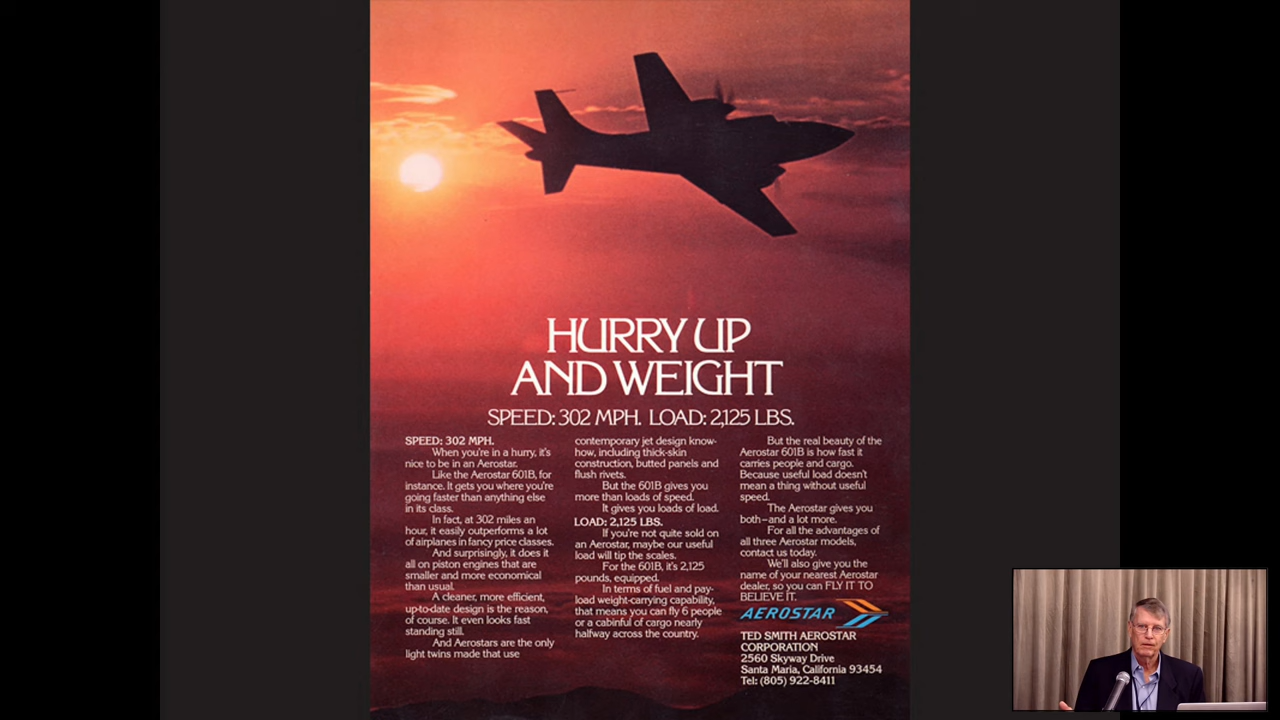 HURRY UP
AND WEIGHT
SPEED: 302 MPH. LOAD: 2,125 LBS.
SPEED: 302 MPH.
When you're in a hurry, it's
nice to be in an Aerostar.
Like the Aerostar 601B, for
instance. It gets you where you're
going faster than anything else
in its class.
In fact, at 302 miles an
hour, it easily outperforms a lot
of airplanes in fancy price classes.
And surprisingly, it does it
all on piston engines that are
smaller and more economical
than usual.
A cleaner, more efficient,
up-to-date design is the reason,
of course. It even looks fast
standing still.
And Aerostars are the only
light twins made that use
contemporary jet design know-
how, including thick-skin
construction, butted panels and
flush rivets.
But the 601B gives you
more than loads of speed.
It gives you loads of load.
LOAD: 2,125 LBS.
If you're not quite sold on
an Aerostar, maybe our useful
load will tip the scales.
For the 601B, it's 2,125
pounds, equipped.
In terms of fuel and pay-
load weight-carrying capability,
that means you can fly 6 people
or a cabinful of cargo nearly
halfway across the country.
But the real beauty of the
Aerostar 601B is how fast it
carries people and cargo.
Because useful load doesn't
mean a thing without useful
speed.
The Aerostar gives you
both—and a lot more.
For all the advantages of
all three Aerostar models,
contact us today.
We'll also give you the
name of your nearest Aerostar
dealer, so you can FLY IT TO
BELIEVE IT.
AEROSTAR
TED SMITH AEROSTAR
CORPORATION
2560 Skyway Drive
Santa Maria, California 93454
Tel: (805) 922-8411